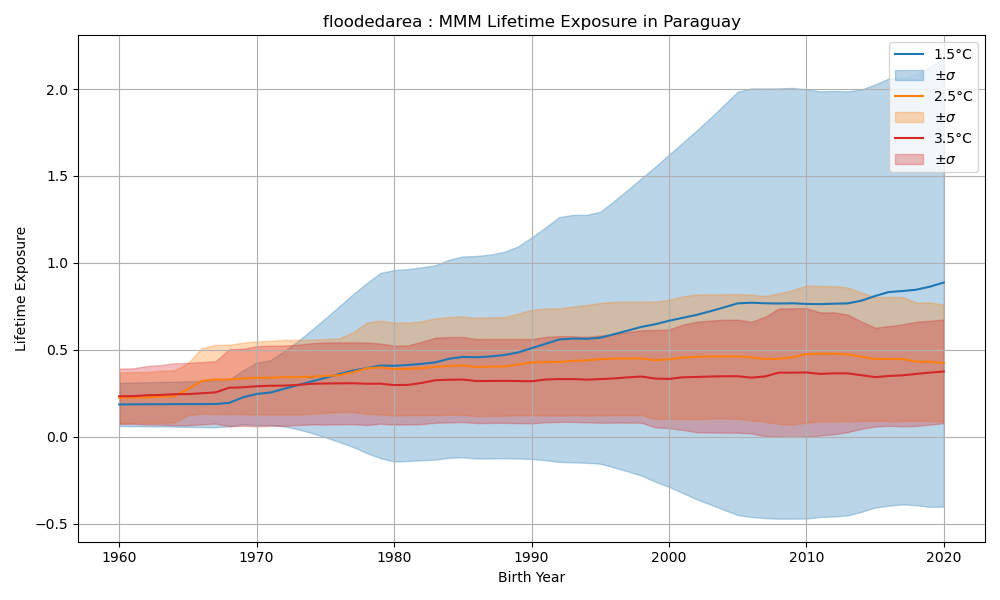 floodedarea : MMM Lifetime Exposure in Paraguay
1.5°C
±σ
2.5°C
±σ
3.5°C
±σ
2.0
1.5
1.0
0.5
0.0
−0.5
Lifetime Exposure
1960 1970 1980 1990 2000 2010 2020
Birth Year